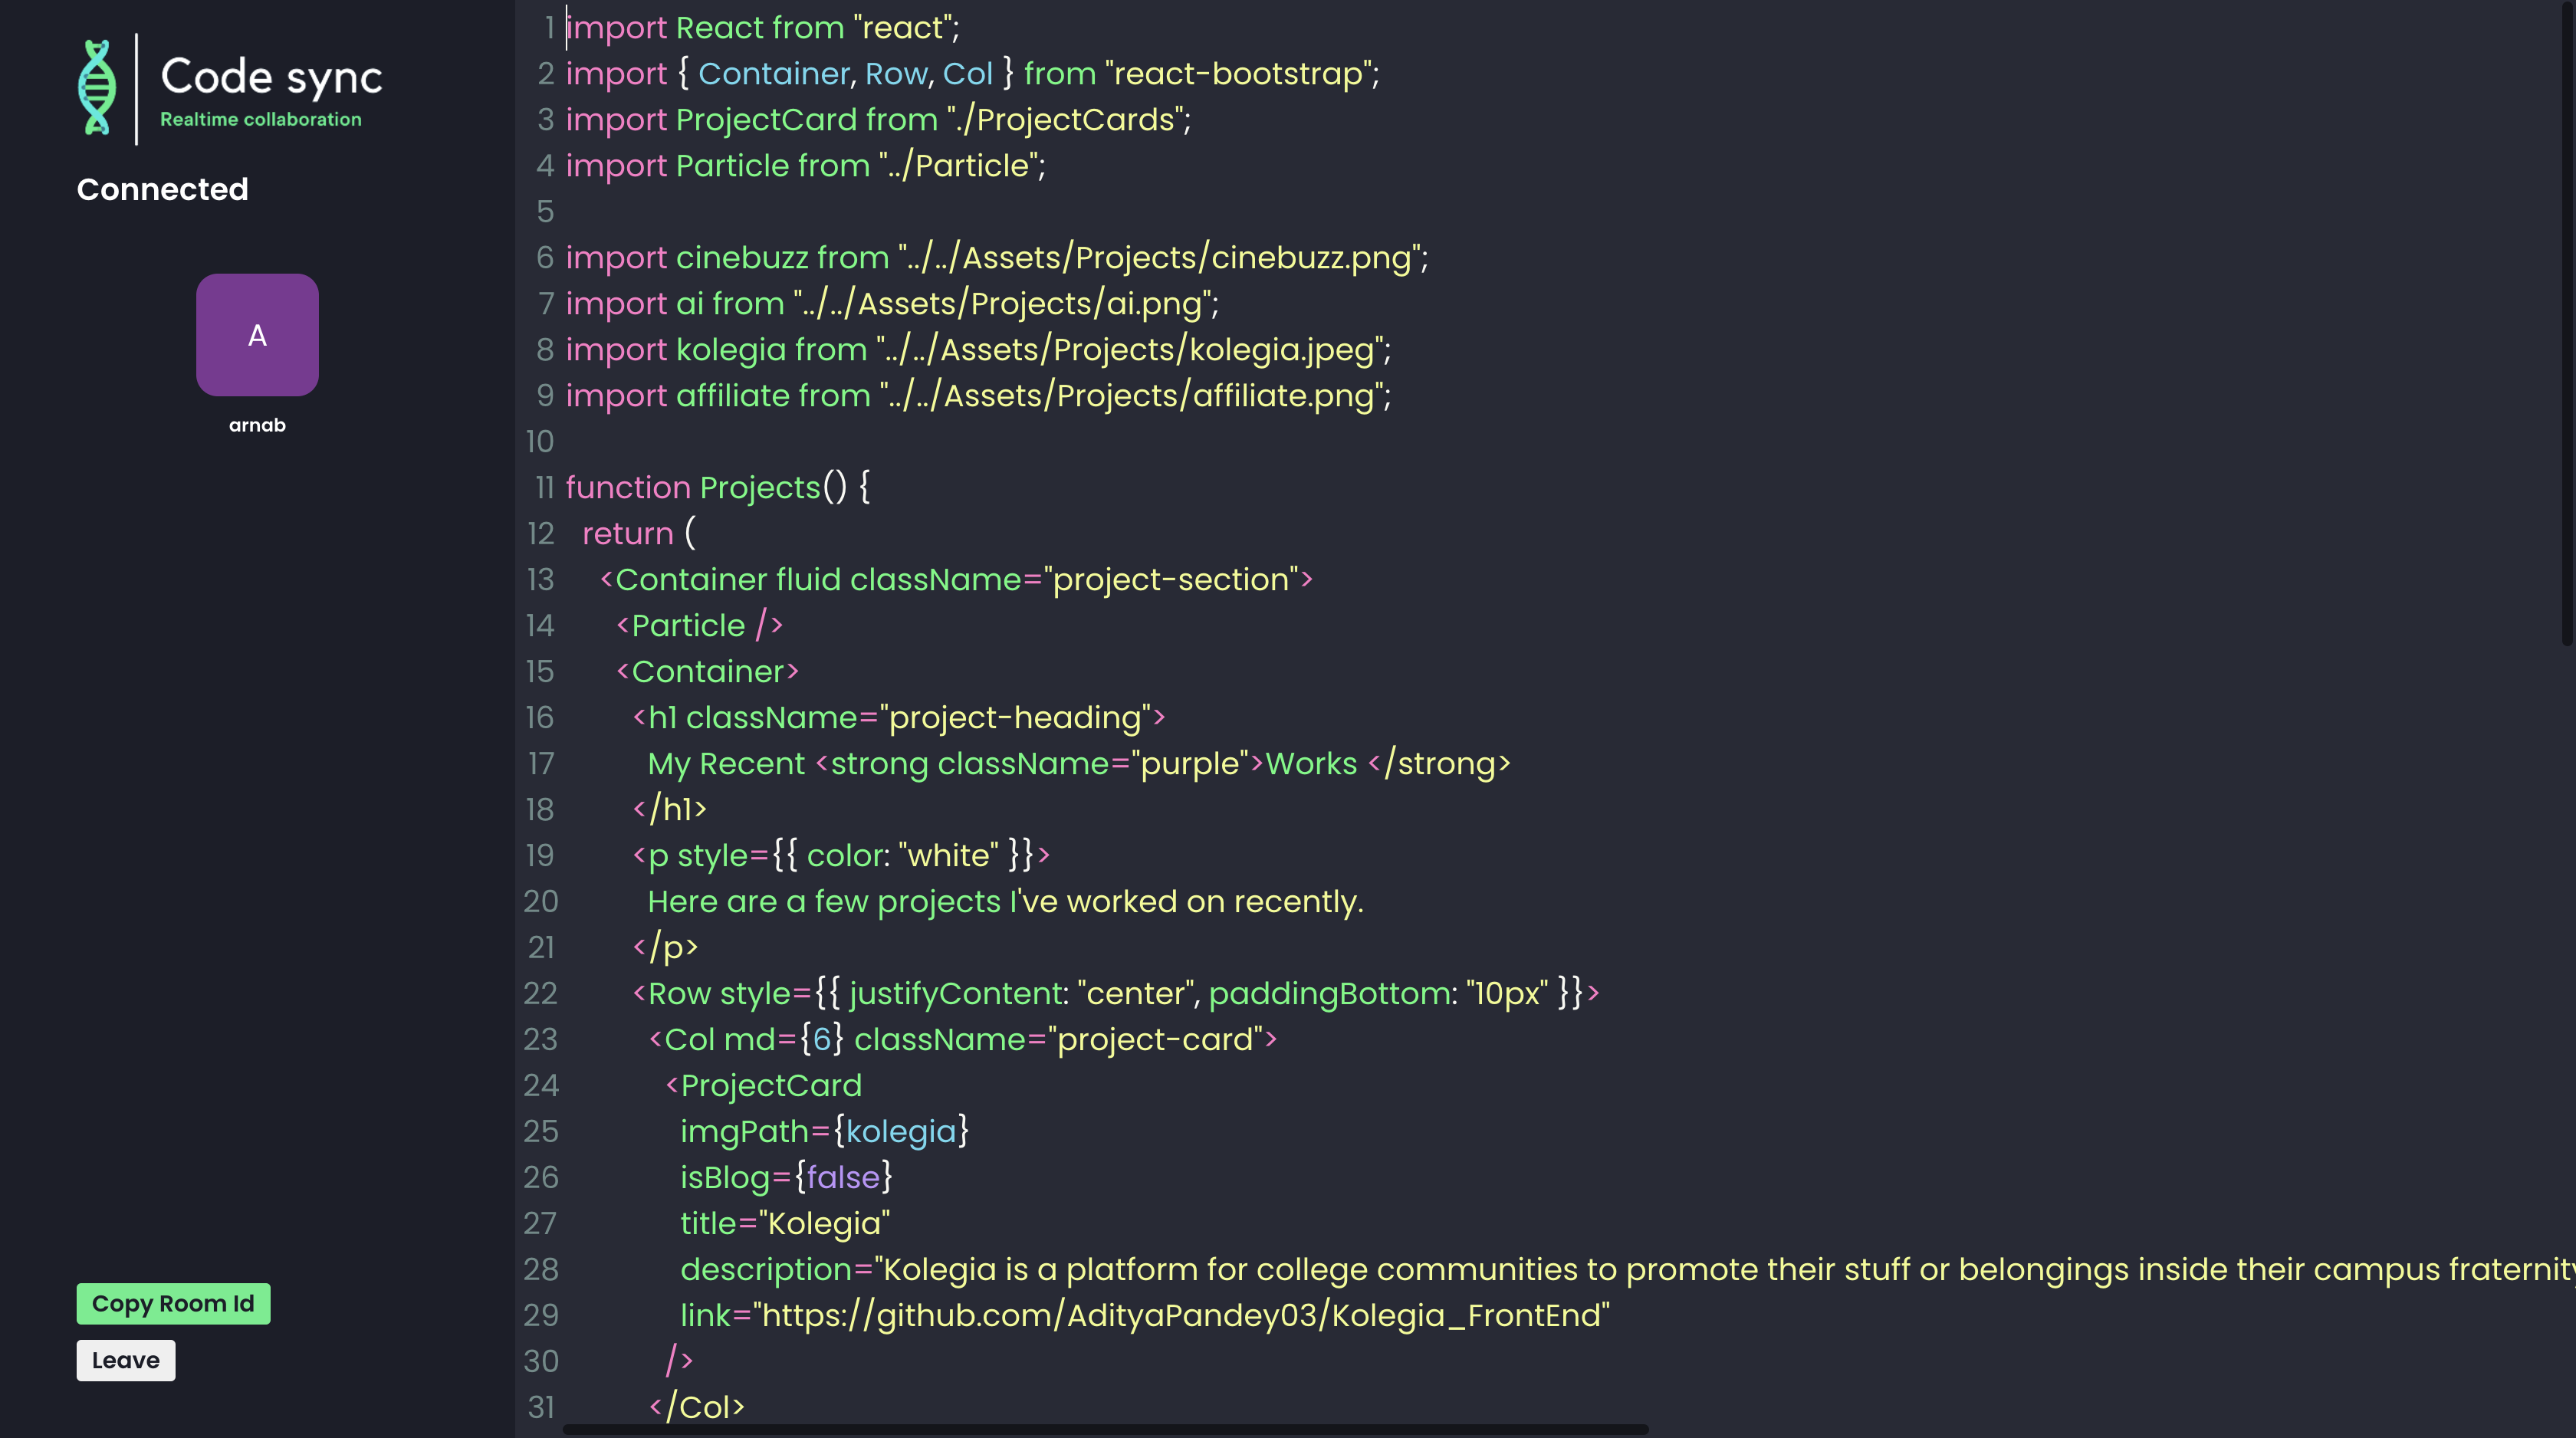 Code sync
Realtime collaboration
Connected
A
arnab
Copy Room Id
Leave
1 import React from "react";
2 import { Container, Row, Col } from "react-bootstrap";
3 import ProjectCard from "./ProjectCards";
4 import Particle from "../Particle";
5
6 import cinebuzz from "../../Assets/Projects/cinebuzz.png";
7 import ai from "../../Assets/Projects/ai.png";
8 import kolegia from "../../Assets/Projects/kolegia.jpeg";
9 import affiliate from "../../Assets/Projects/affiliate.png";
10
11 function Projects() {
12 return (
13 <Container fluid className="project-section">
14 <Particle />
15 <Container>
16 <h1 className="project-heading">
17 My Recent <strong className="purple">Works </strong>
18 </h1>
19 <p style={{ color: "white" }}>
20 Here are a few projects I've worked on recently.
21 </p>
22 <Row style={{ justifyContent: "center", paddingBottom: "10px" }}>
23 <Col md={6} className="project-card">
24 <ProjectCard
25 imgPath={kolegia}
26 isBlog={false}
27 title="Kolegia"
28 description="Kolegia is a platform for college communities to promote their stuff or belongings inside their campus fraternity
29 link="https://github.com/AdityaPandey03/Kolegia_FrontEnd"
30 />
31 </Col>